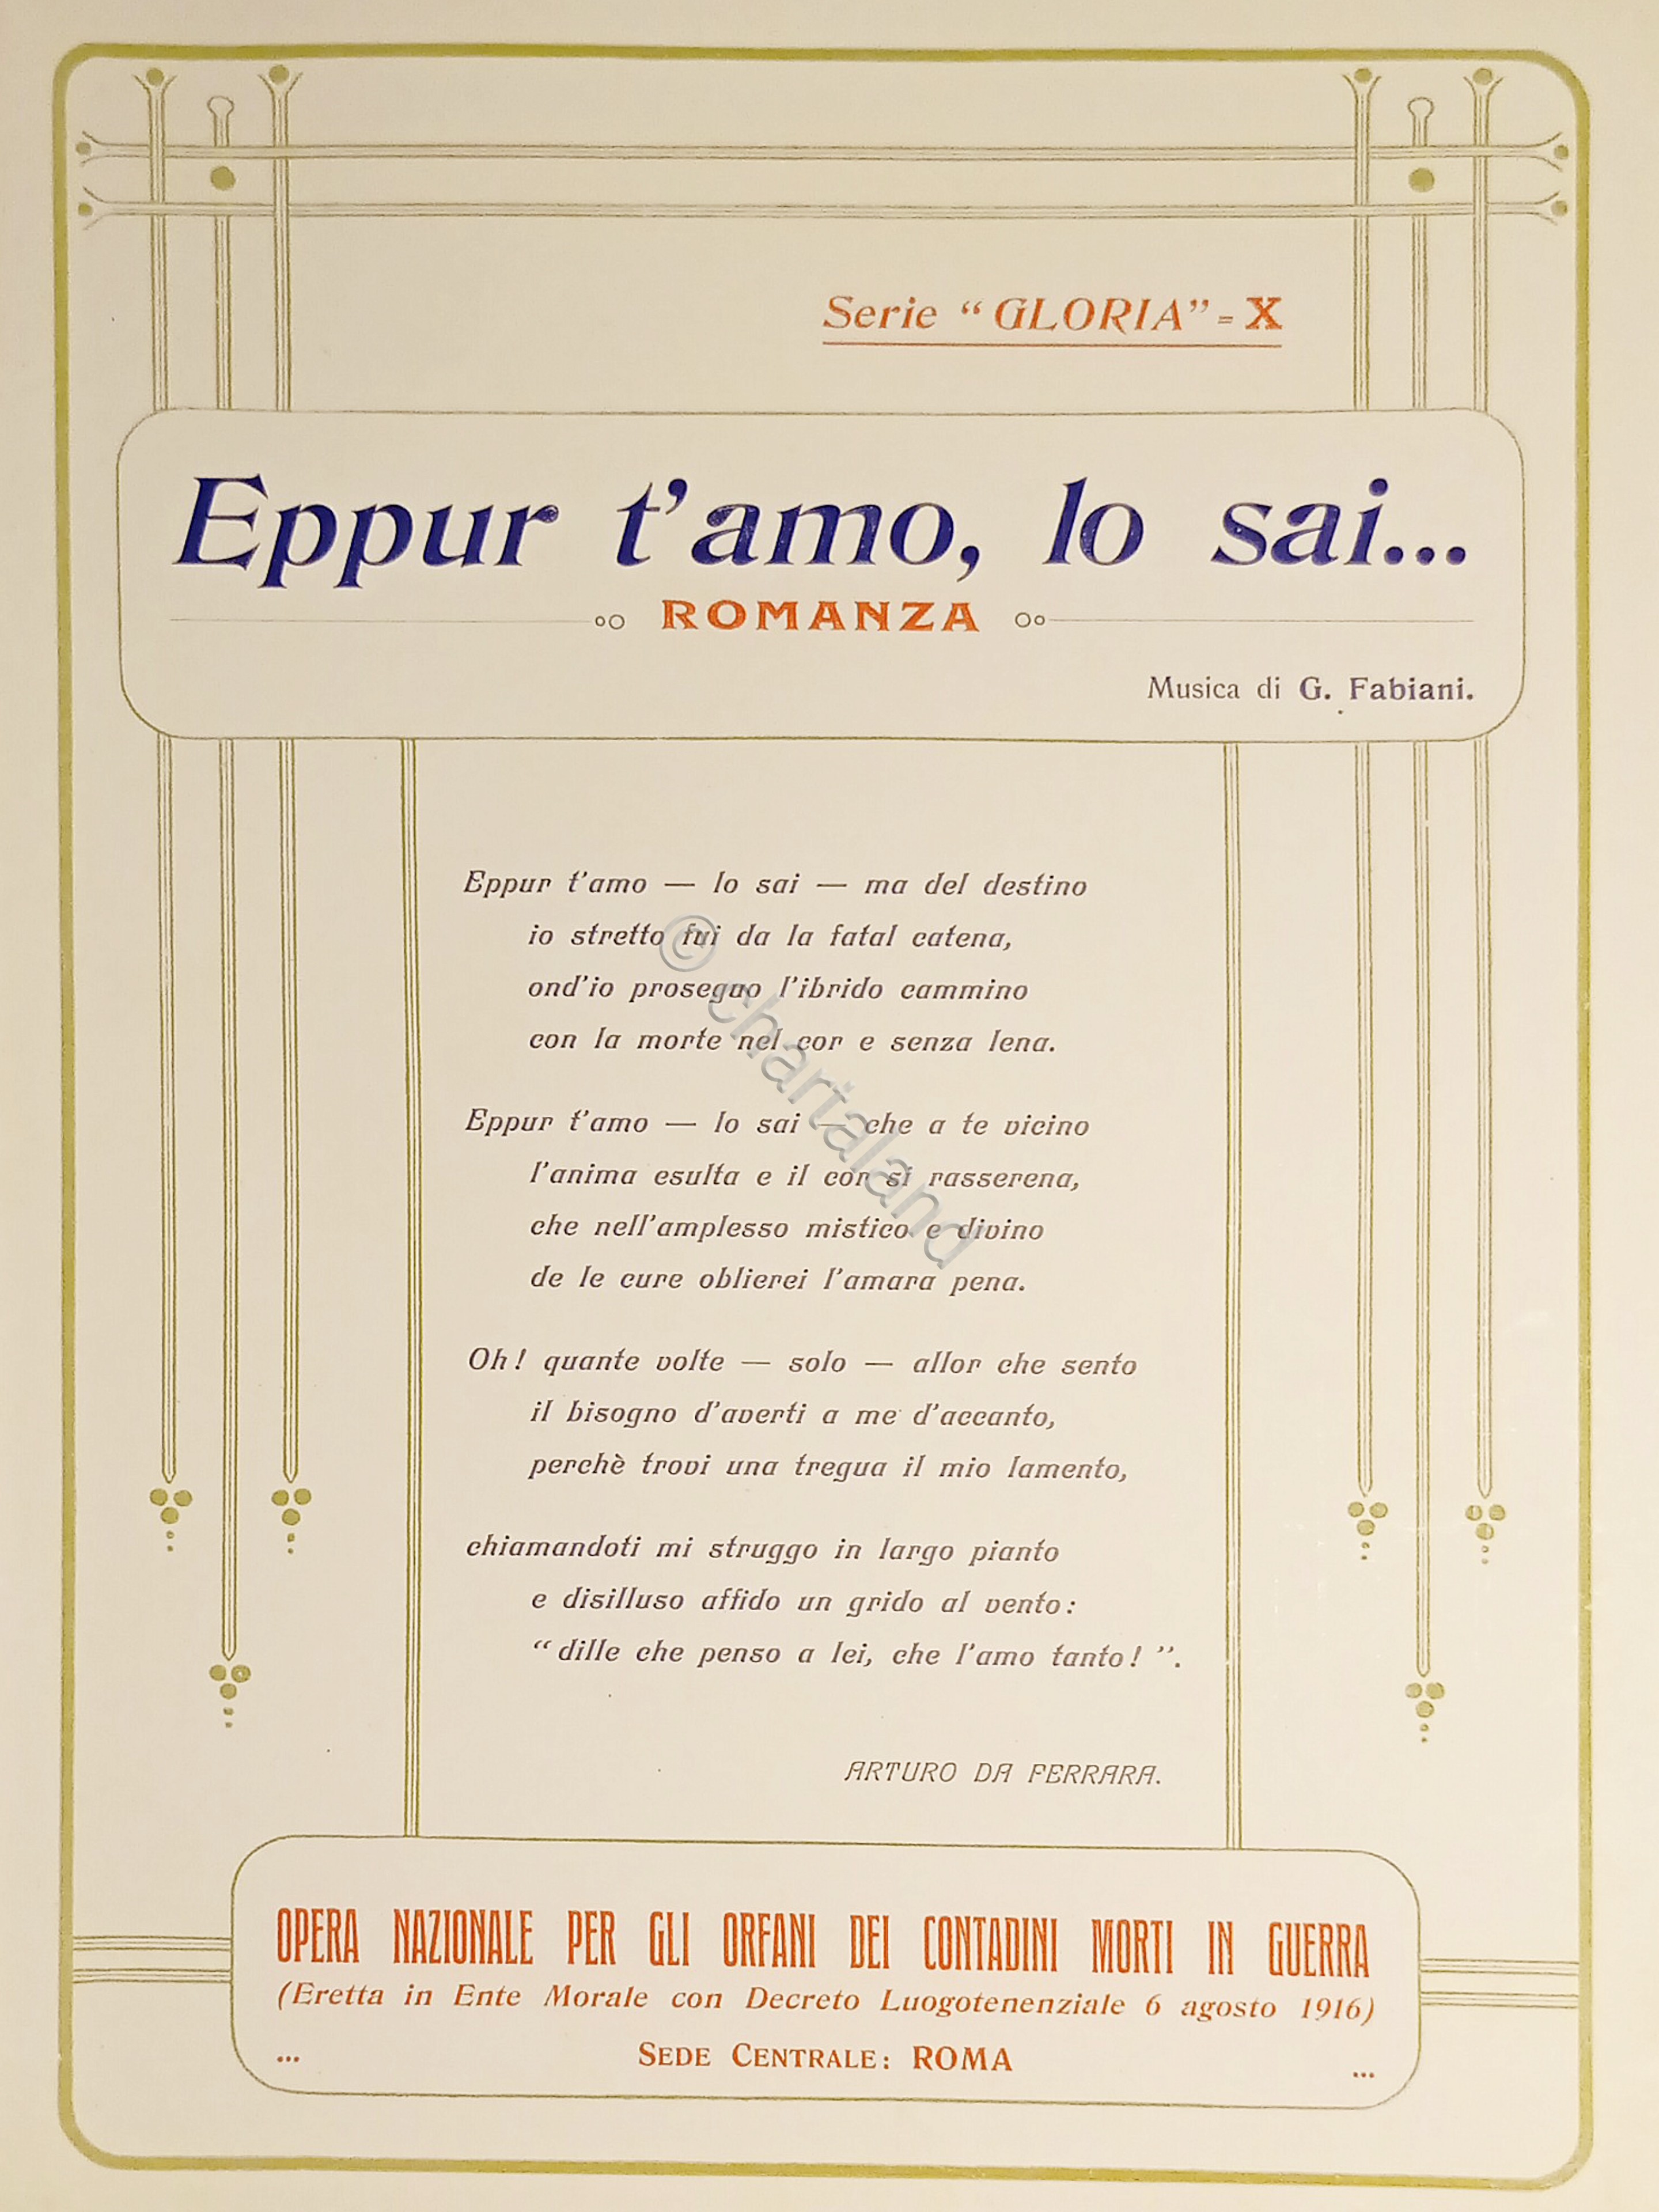 Serie “ GLORIA” = X
Eppur t’amo, lo sai...
ROMANZA
Musica di G. Fabiani.
Eppur t’amo — lo sai — ma del destino
io stretto fui da la fatal catena,
ond’io proseguo l’ibrido cammino
con la morte nel cor e senza lena.
Eppur t’amo — lo sai — che a te vicino
l’anima esulta e il cor si rasserena,
che nell’amplesso mistico e divino
de le cure oblierei l’amara pena.
Oh! quante volte — solo — allor che sento
il bisogno d’averti a me d’accanto,
perchè trovi una tregua il mio lamento,
chiamandoti mi struggo in largo pianto
e disilluso affido un grido al vento:
“ dille che penso a lei, che l’amo tanto! ”.
ARTURO DA FERRARA.
OPERA NAZIONALE PER GLI ORFANI DEI CONTADINI MORTI IN GUERRA
(Eretta in Ente Morale con Decreto Luogotenenziale 6 agosto 1916)
... SEDE CENTRALE: ROMA ...
© chartaland